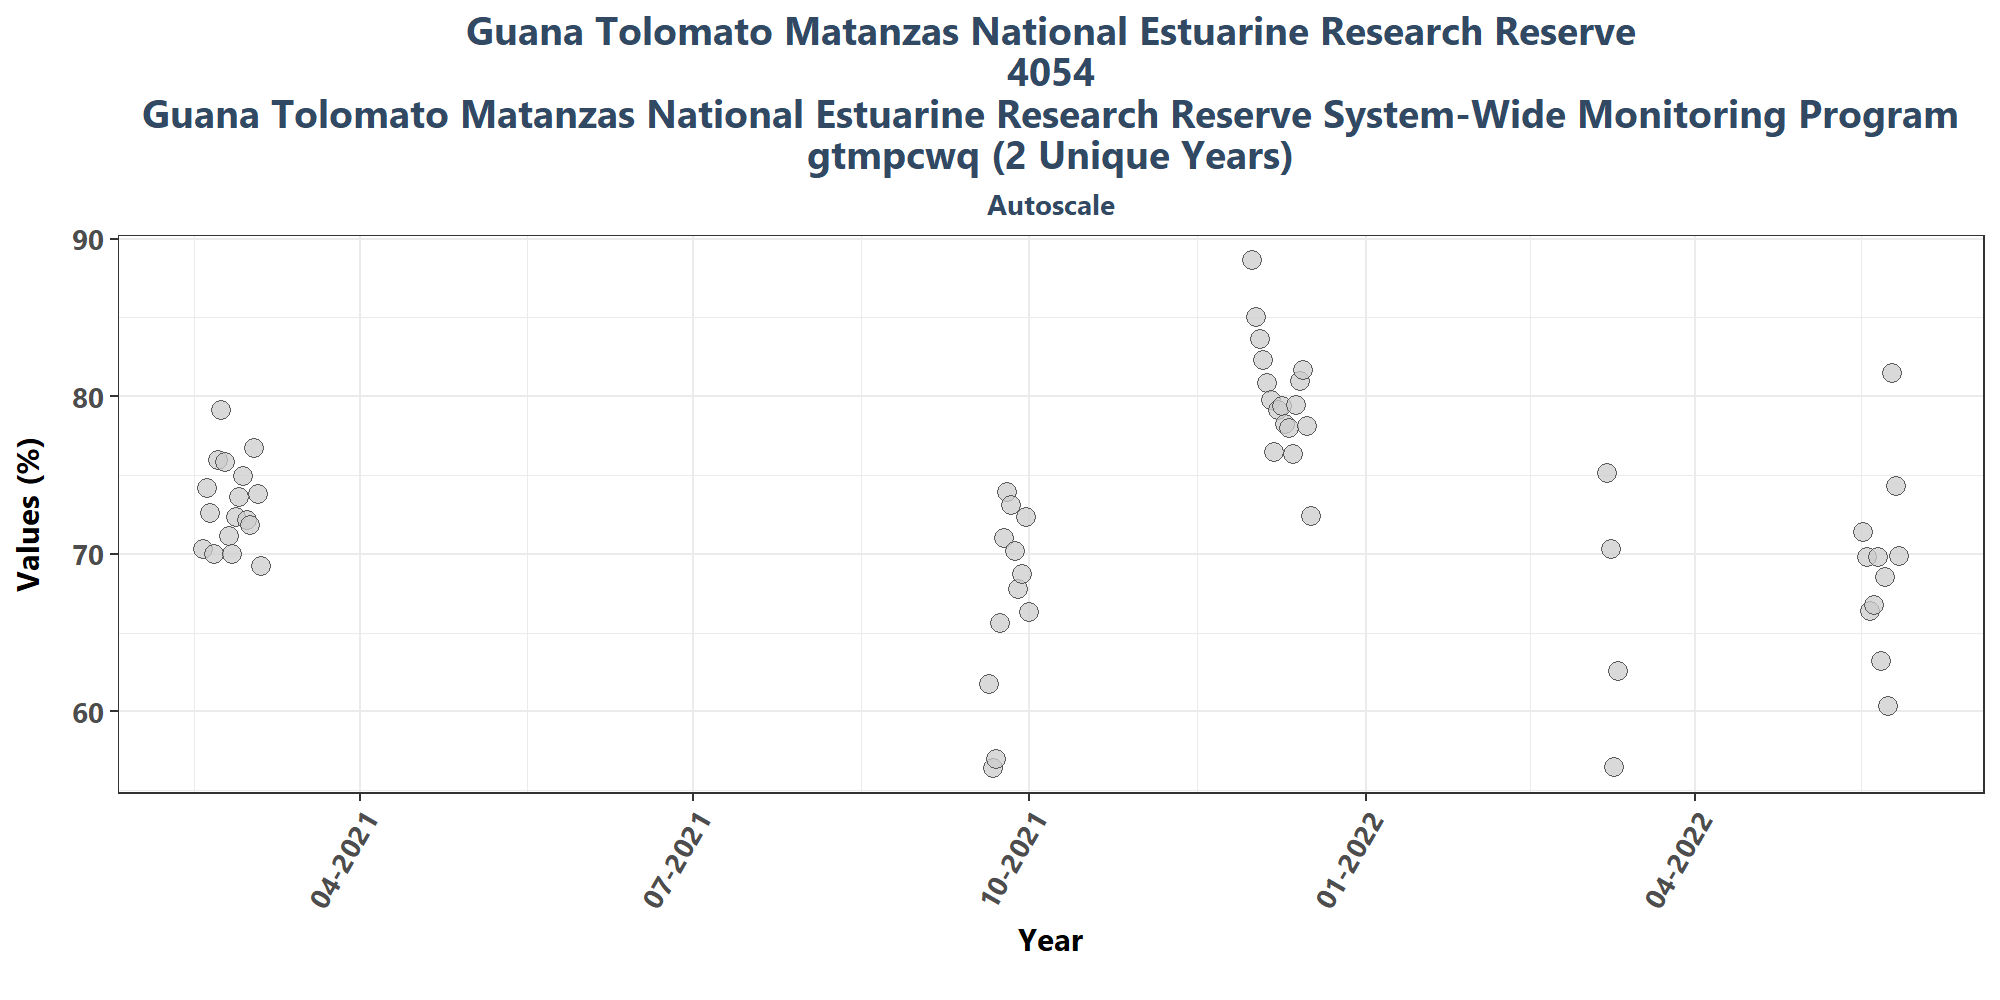 Guana Tolomato Matanzas National Estuarine Research Reserve
4054
Guana Tolomato Matanzas National Estuarine Research Reserve System-Wide Monitoring Program
gtmpcwq (2 Unique Years)
Autoscale
Values (%)
90
80
70
60
04-2021
07-2021
10-2021
01-2022
04-2022
Year